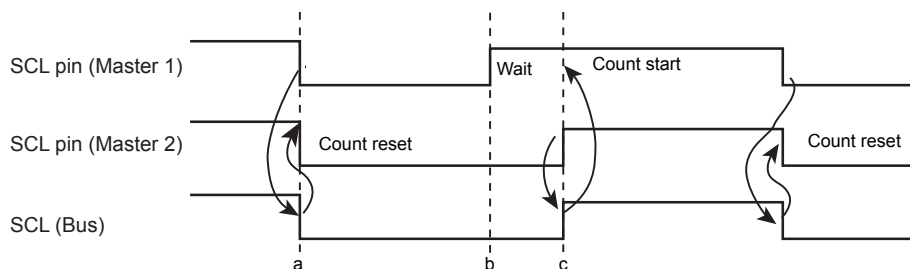 SCL pin (Master 1)
Wait
Count start
SCL pin (Master 2)
Count reset
Count reset
SCL (Bus)
a
b
c